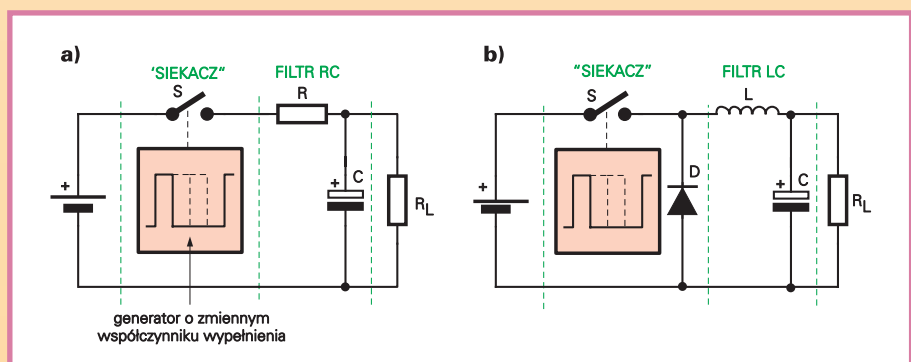 a)
'SIEKACZ"
FILTR RC
S
R
+
+
C
RL
generator o zmiennym
współczynniku wypełnienia
b)
"SIEKACZ"
FILTR LC
S
L
+
D
+
C
RL